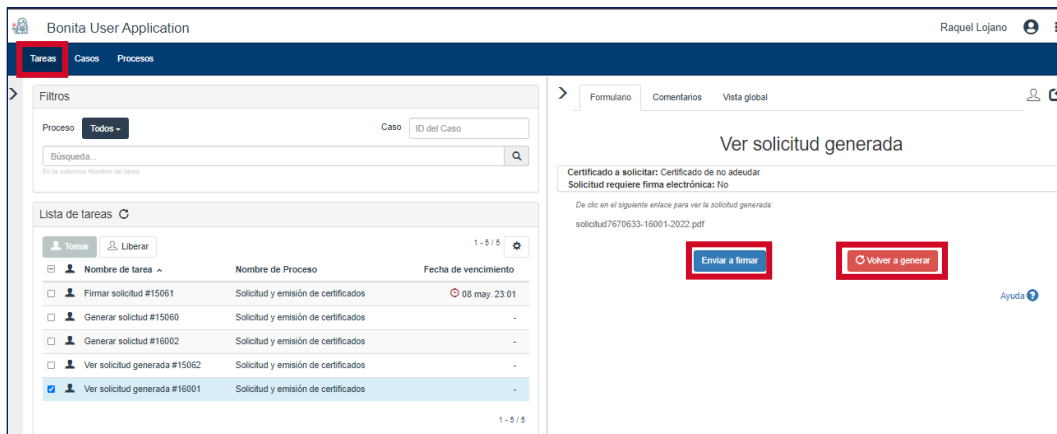 Bonita User Application
Raquel Lojano
Tareas Casos Procesos
Filtros
Proceso Todos Caso ID del Caso
Búsqueda...
En la columna Nombre de tarea
Lista de tareas
Tomar Liberar 1 - 5 / 5
Nombre de tarea Nombre de Proceso Fecha de vencimiento
Firmar solicitud #15061 Solicitud y emisión de certificados 08 may. 23:01
Generar solictud #15060 Solicitud y emisión de certificados -
Generar solictud #16002 Solicitud y emisión de certificados -
Ver solicitud generada #15062 Solicitud y emisión de certificados -
Ver solicitud generada #16001 Solicitud y emisión de certificados -
1 - 5 / 5
Formulario Comentarios Vista global
Ver solicitud generada
Certificado a solicitar: Certificado de no adeudar
Solicitud requiere firma electrónica: No
De clic en el siguiente enlace para ver la solicitud generada:
solicitud7670633-16001-2022.pdf
Enviar a firmar Volver a generar
Ayuda ?